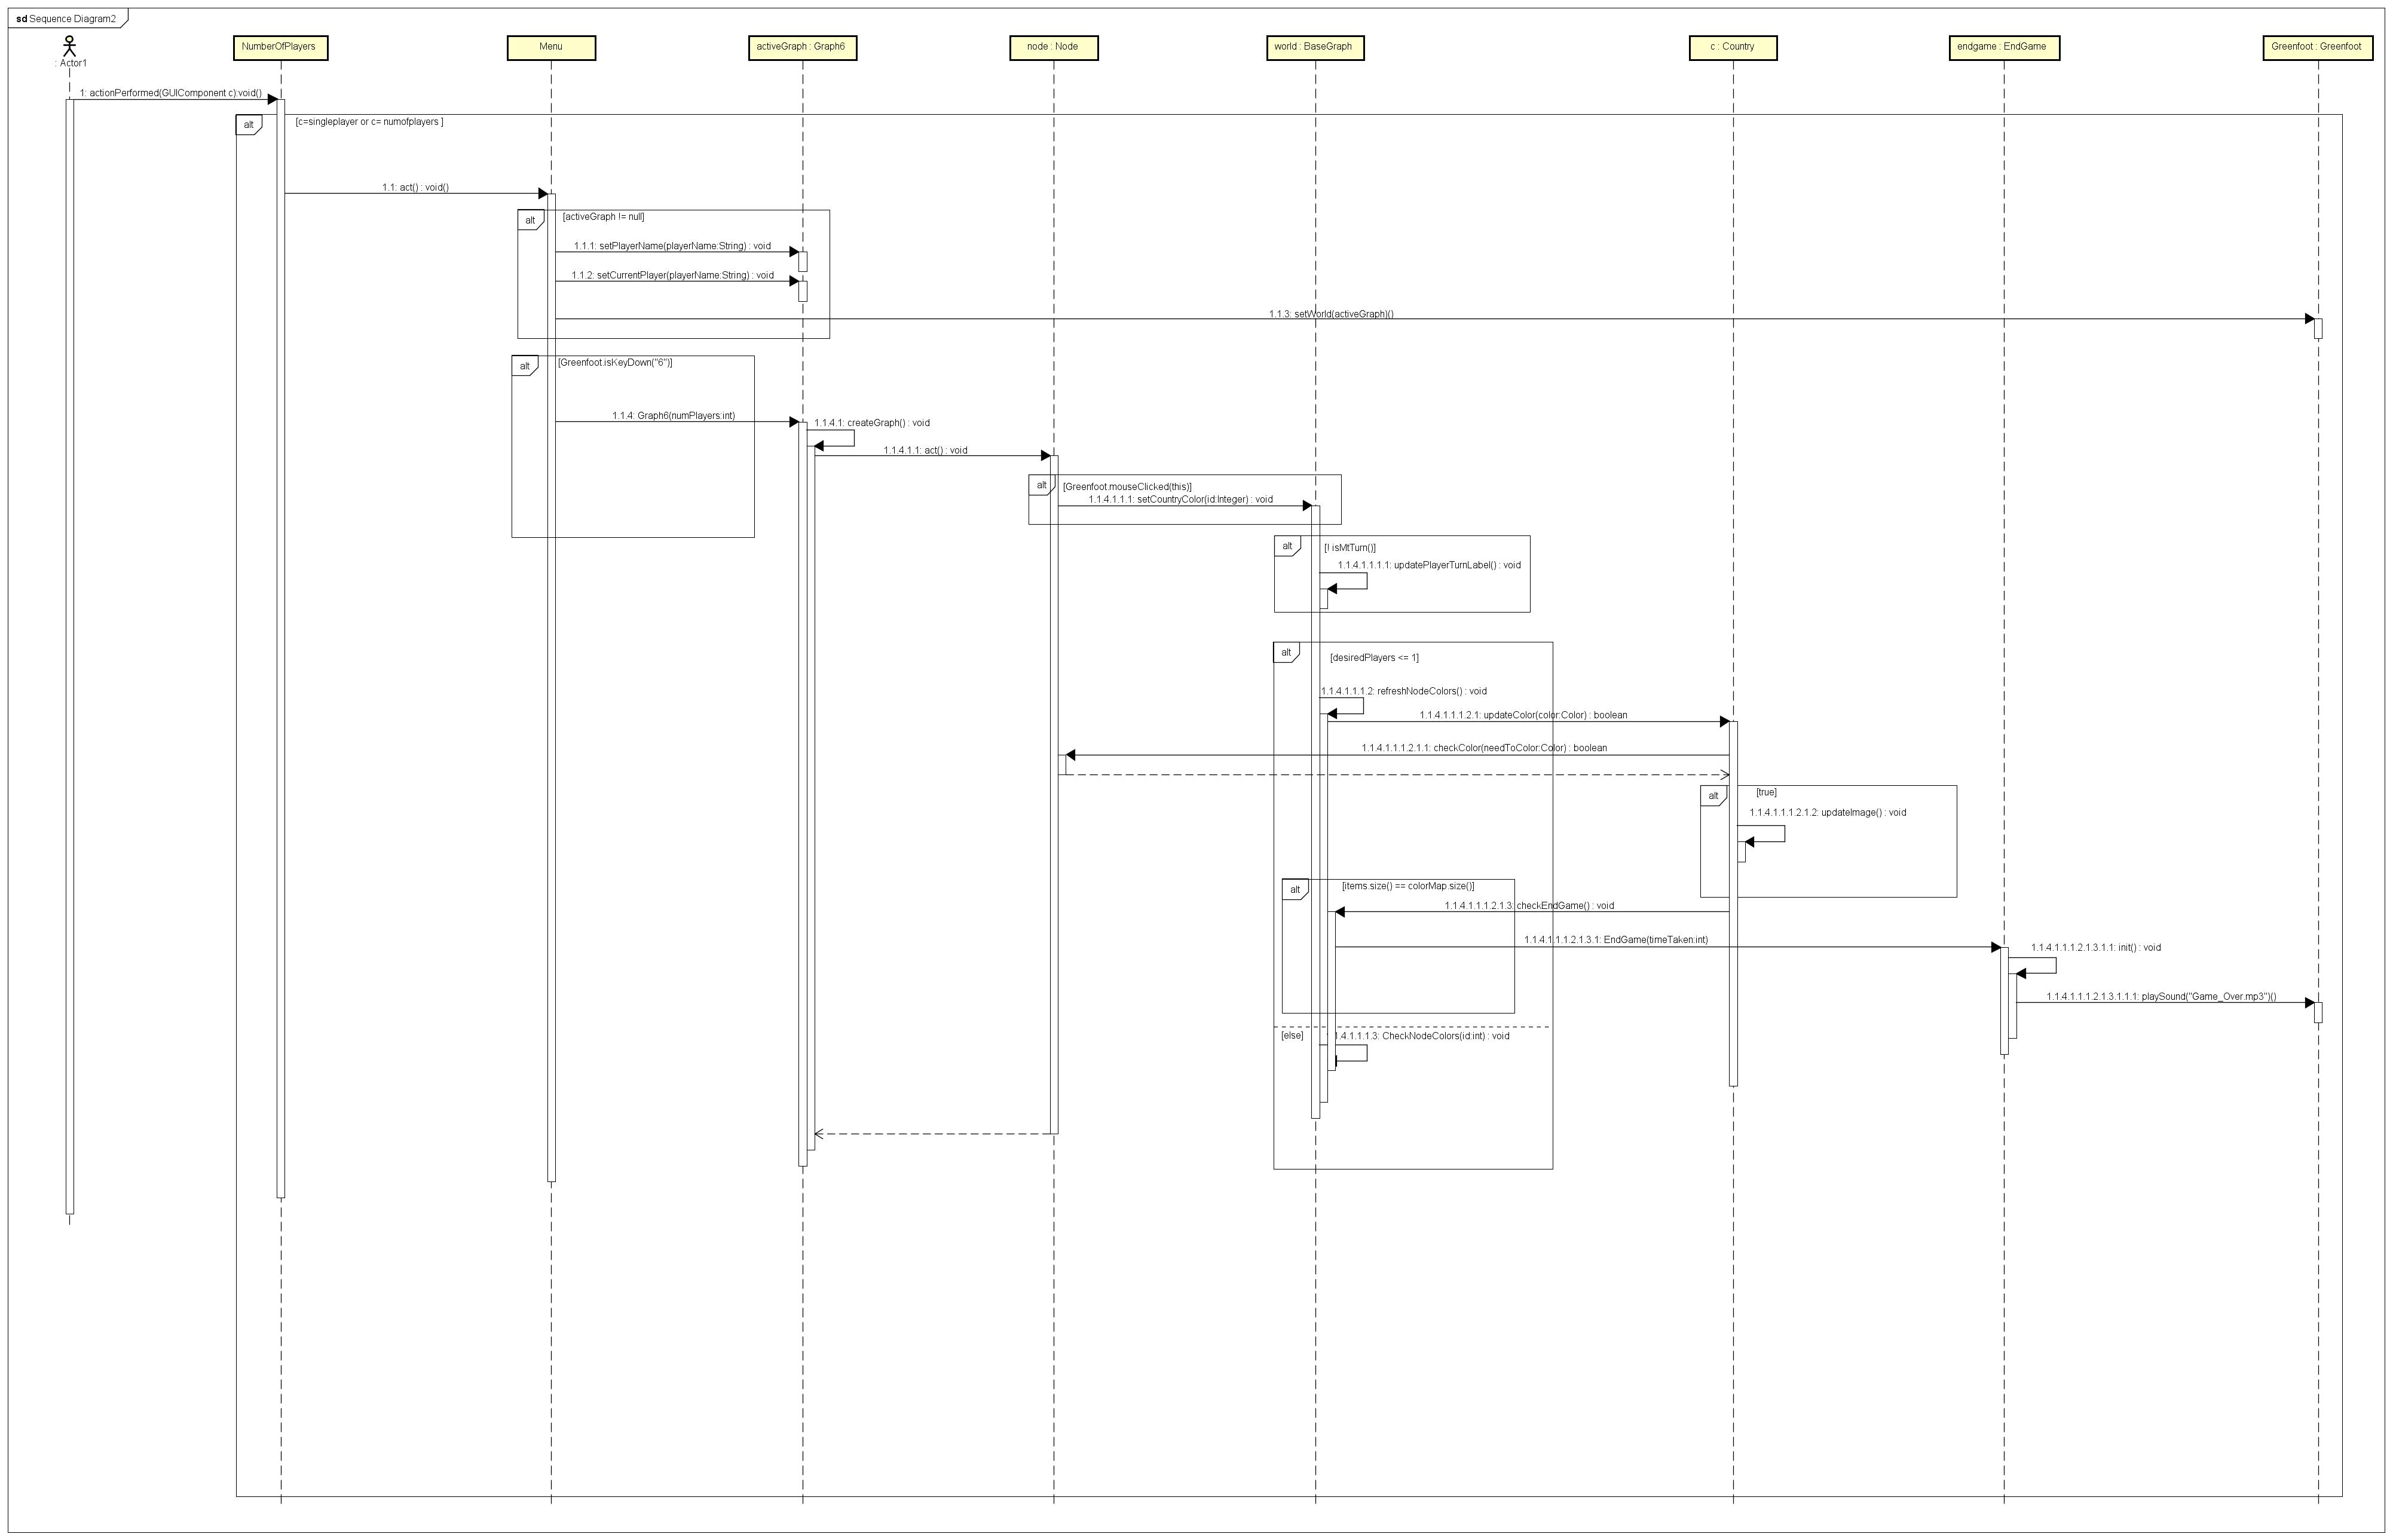 sd Sequence Diagram2
: Actor1
NumberOfPlayers
Menu
activeGraph : Graph6
node : Node
world : BaseGraph
c : Country
endgame : EndGame
Greenfoot : Greenfoot
1: actionPerformed(GUIComponent c):void()
alt
[c=singleplayer or c= numofplayers ]
1.1: act() : void()
alt
[activeGraph != null]
1.1.1: setPlayerName(playerName:String) : void
1.1.2: setCurrentPlayer(playerName:String) : void
1.1.3: setWorld(activeGraph)()
alt
[Greenfoot.isKeyDown("6")]
1.1.4: Graph6(numPlayers:int)
1.1.4.1: createGraph() : void
1.1.4.1.1: act() : void
alt
[Greenfoot.mouseClicked(this)]
1.1.4.1.1.1: setCountryColor(id:Integer) : void
alt
[! isMtTurn()]
1.1.4.1.1.1.1: updatePlayerTurnLabel() : void
alt
[desiredPlayers <= 1]
1.1.4.1.1.1.2: refreshNodeColors() : void
1.1.4.1.1.1.2.1: updateColor(color:Color) : boolean
1.1.4.1.1.1.2.1.1: checkColor(needToColor:Color) : boolean
alt
[true]
1.1.4.1.1.1.2.1.2: updateImage() : void
alt
[items.size() == colorMap.size()]
1.1.4.1.1.1.2.1.3: checkEndGame() : void
1.1.4.1.1.1.2.1.3.1: EndGame(timeTaken:int)
1.1.4.1.1.1.2.1.3.1.1: init() : void
1.1.4.1.1.1.2.1.3.1.1.1: playSound("Game_Over.mp3")()
[else]
.1.4.1.1.1.3: CheckNodeColors(id:int) : void